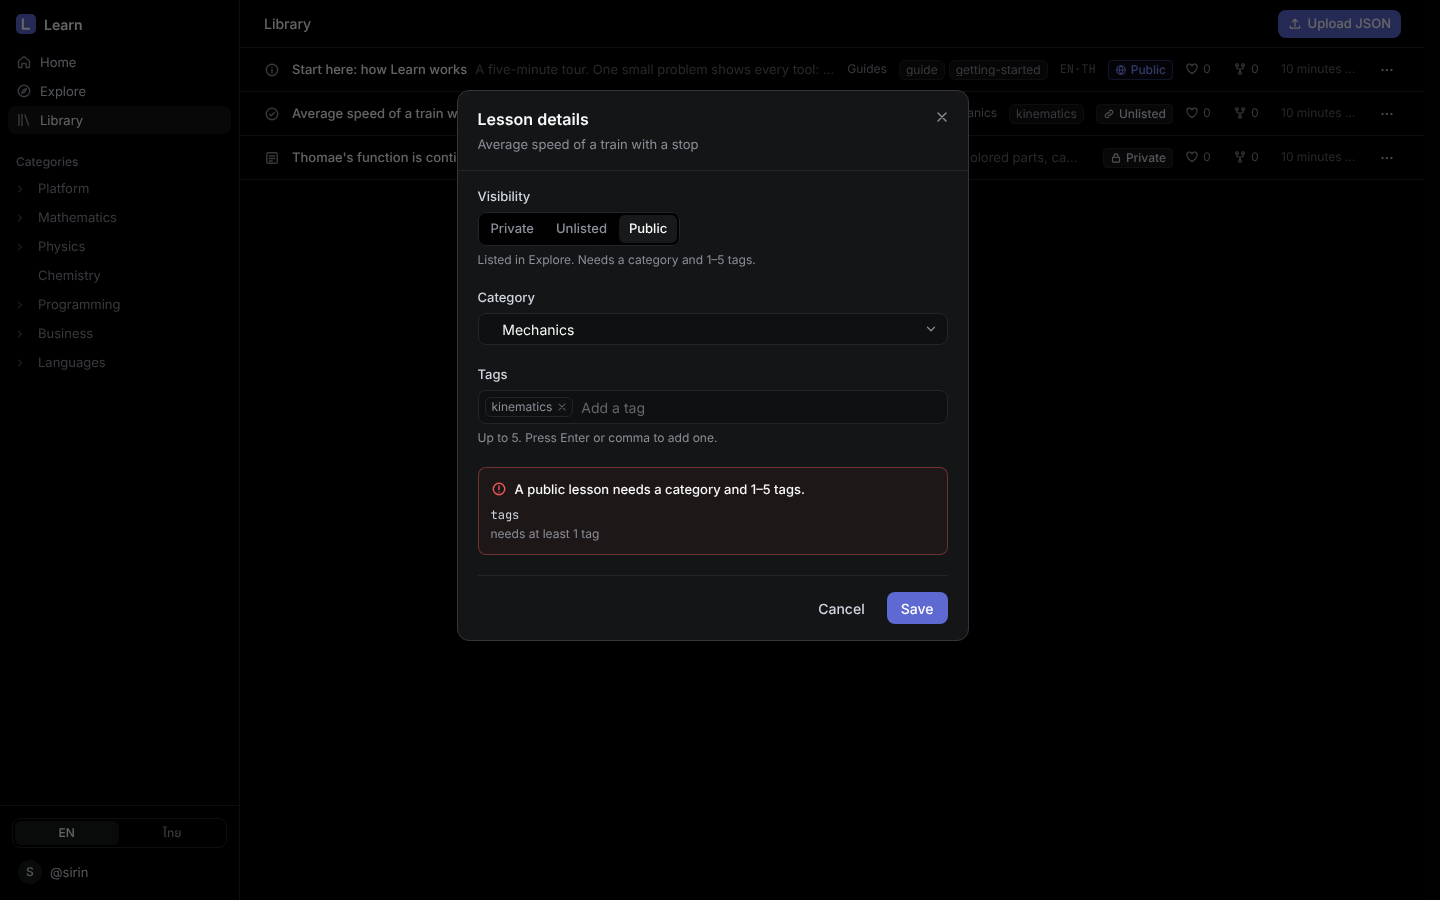 Learn
Home
Explore
Library
Categories
Platform
Mathematics
Physics
Chemistry
Programming
Business
Languages
EN ไทย
S @sirin
Library
Upload JSON
Start here: how Learn works A five-minute tour. One small problem shows every tool: ... Guides guide getting-started EN·TH Public 0 0 10 minutes ...
Average speed of a train w kinematics Unlisted 0 0 10 minutes ...
Thomae's function is conti olored parts, ca... Private 0 0 10 minutes ...
Lesson details
Average speed of a train with a stop
Visibility
Private Unlisted Public
Listed in Explore. Needs a category and 1–5 tags.
Category
Mechanics
Tags
kinematics Add a tag
Up to 5. Press Enter or comma to add one.
A public lesson needs a category and 1–5 tags.
tags
needs at least 1 tag
Cancel Save